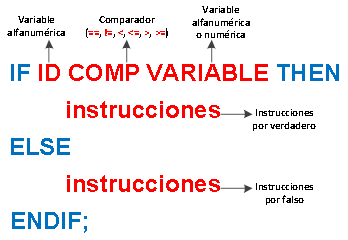 Variable
alfanumérica
Comparador
(==, !=, <, <=, >, >=)
Variable
alfanumérica
o numérica
IF ID COMP VARIABLE THEN
instrucciones
Instrucciones
por verdadero
ELSE
instrucciones
Instrucciones
por falso
ENDIF;